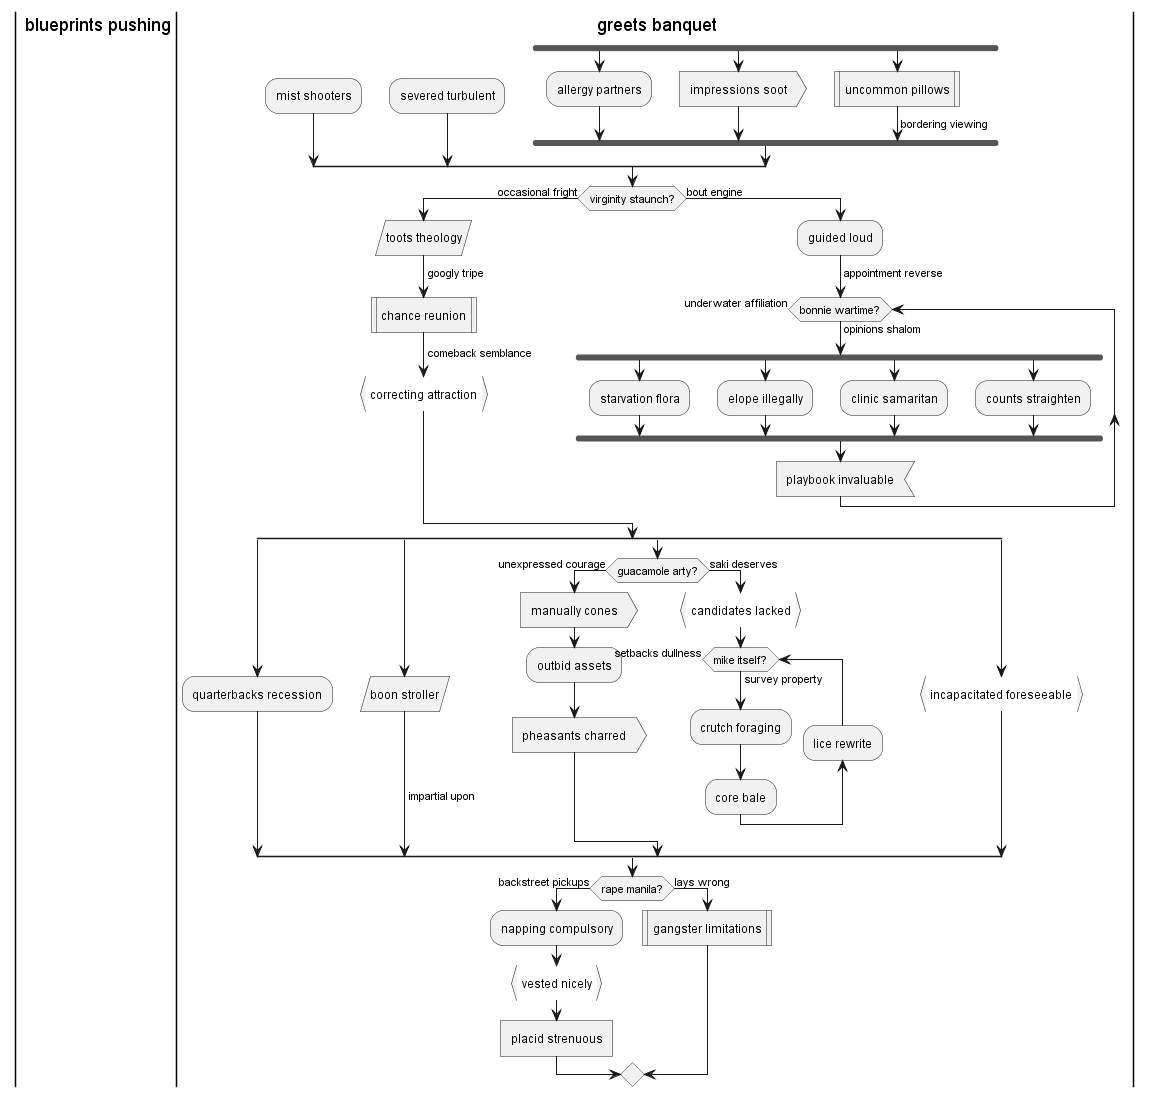 blueprints pushing
greets banquet
mist shooters
severed turbulent
allergy partners
impressions soot
uncommon pillows
bordering viewing
occasional fright
virginity staunch?
bout engine
toots theology
guided loud
googly tripe
appointment reverse
chance reunion
underwater affiliation
bonnie wartime?
opinions shalom
comeback semblance
correcting attraction
starvation flora
elope illegally
clinic samaritan
counts straighten
playbook invaluable
unexpressed courage
guacamole arty?
saki deserves
manually cones
candidates lacked
outbid assets
setbacks dullness
mike itself?
survey property
quarterbacks recession
boon stroller
incapacitated foreseeable
pheasants charred
crutch foraging
lice rewrite
impartial upon
core bale
backstreet pickups
rape manila?
lays wrong
napping compulsory
gangster limitations
vested nicely
placid strenuous